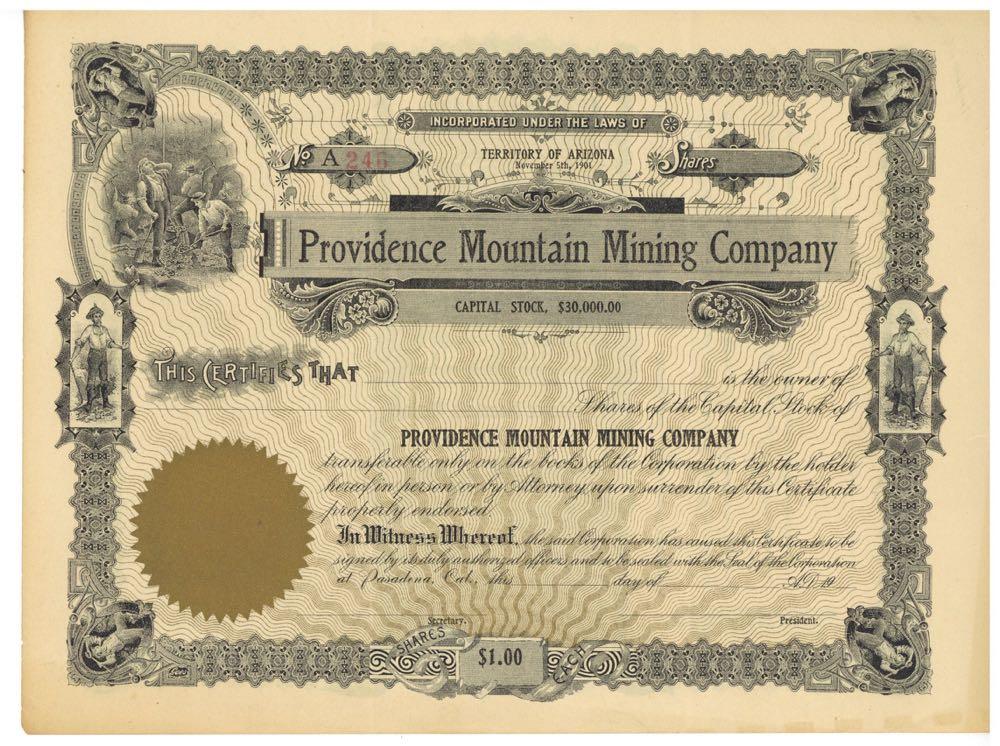 INCORPORATED UNDER THE LAWS OF
No A 245
TERRITORY OF ARIZONA
November 5th, 1901
Shares
Providence Mountain Mining Company
CAPITAL STOCK, $30,000.00
THIS CERTIFIES THAT is the owner of
Shares of the Capital Stock of
PROVIDENCE MOUNTAIN MINING COMPANY
transferable only on the books of the Corporation by the holder
hereof in person or by Attorney upon surrender of this Certificate
properly endorsed
In Witness Whereof, the said Corporation has caused this Certificate to be
signed by its duly authorized officers and to be sealed with the Seal of the Corporation
at Pasadena, Cal., this day of A.D. 19
Secretary. President.
SHARES $1.00 EACH